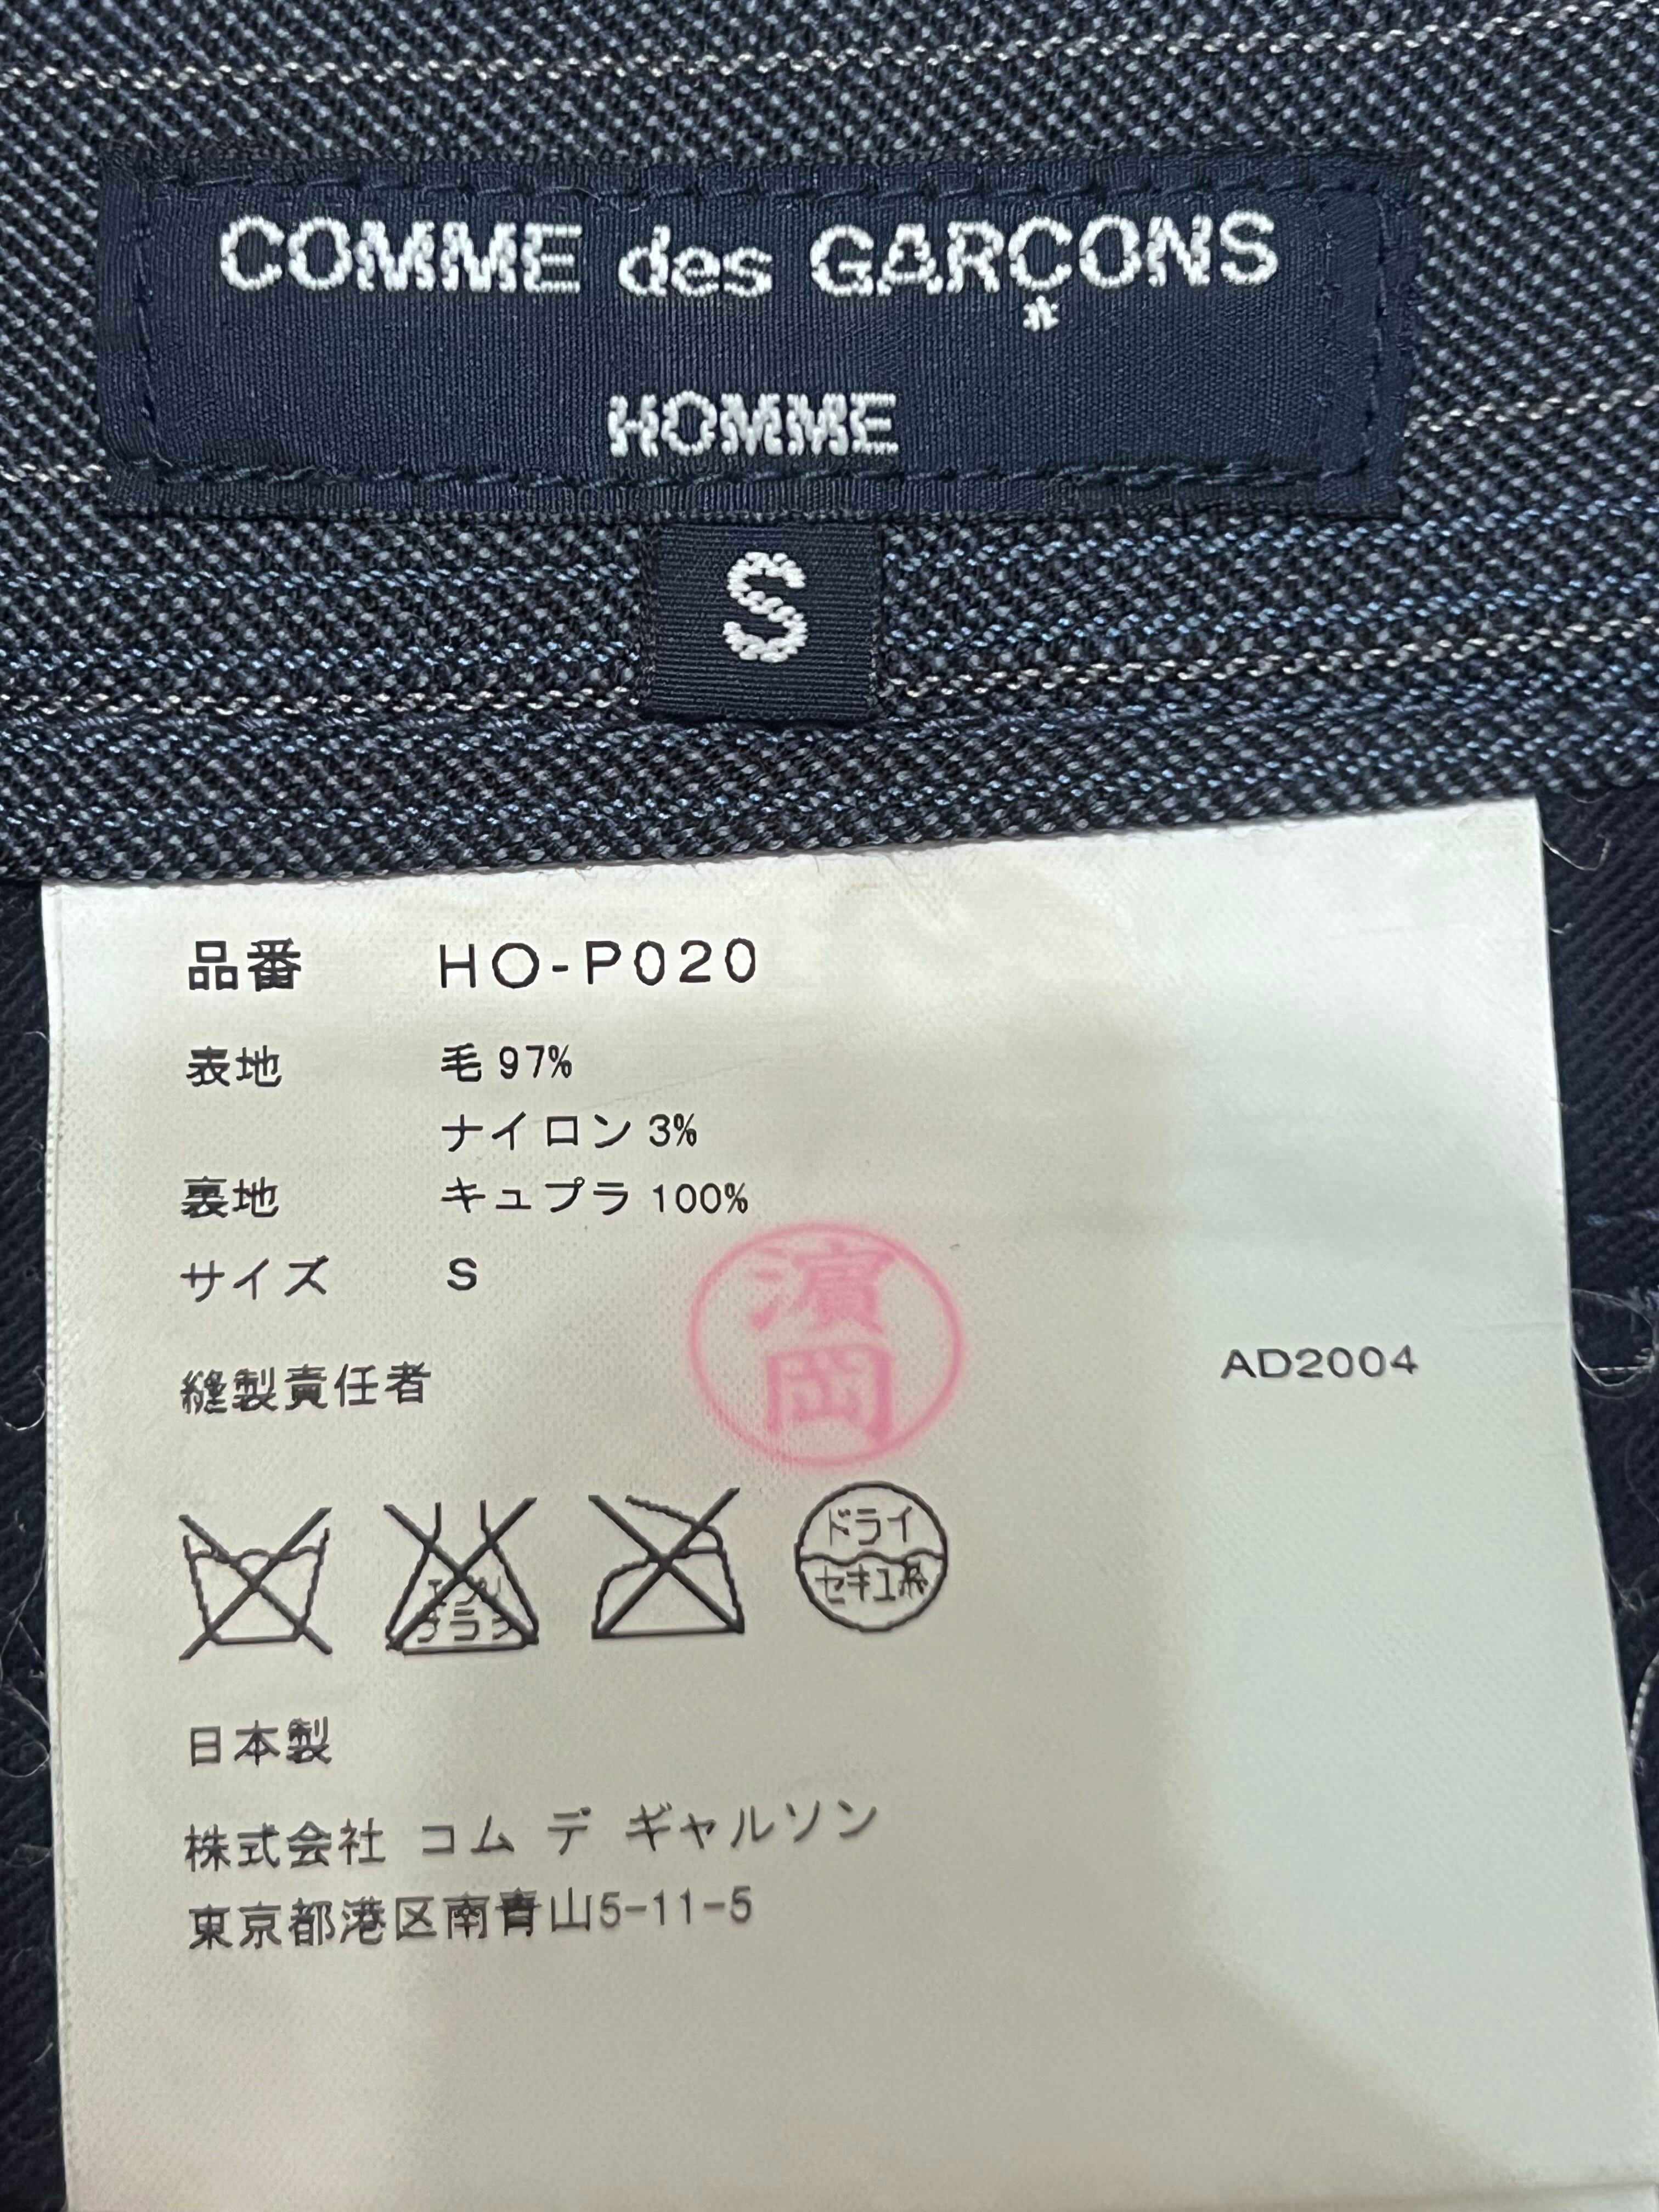 COMME des GARÇONS
HOMME
S
品番 HO-P020
表地 毛 97%
ナイロン 3%
裏地 キュプラ 100%
サイズ S
濱岡
縫製責任者
AD2004
エンソ
ドライ
セキユ系
日本製
株式会社 コム デ ギャルソン
東京都港区南青山5-11-5